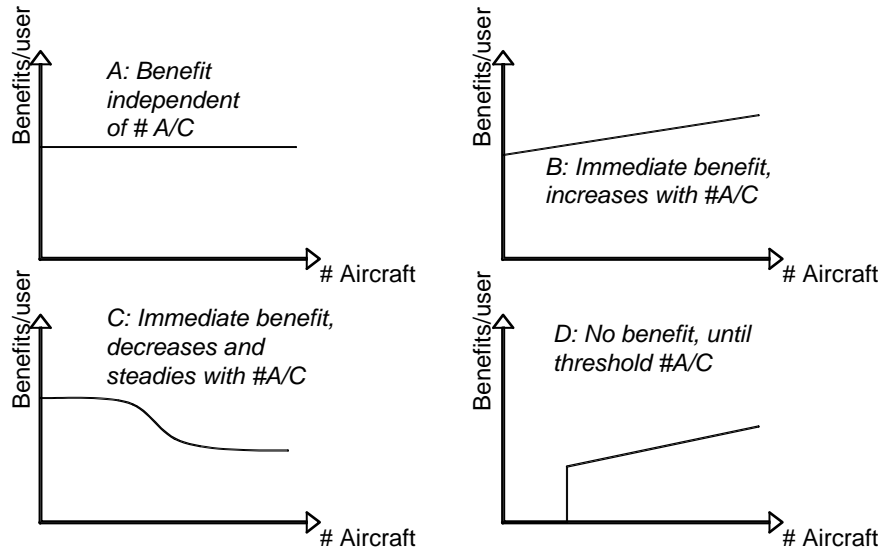 Benefits/user
A: Benefit
independent
of # A/C
# Aircraft
Benefits/user
B: Immediate benefit,
increases with #A/C
# Aircraft
Benefits/user
C: Immediate benefit,
decreases and
steadies with #A/C
# Aircraft
Benefits/user
D: No benefit, until
threshold #A/C
# Aircraft